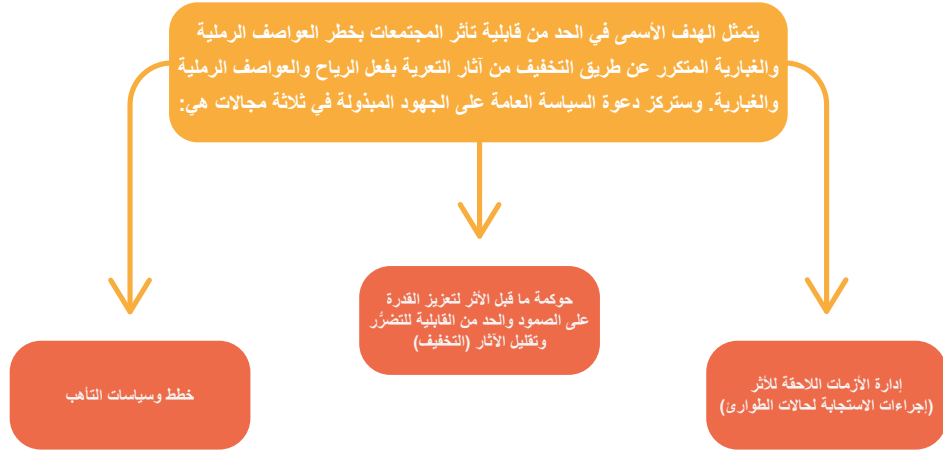 يتمثل الهدف الأسمى في الحد من قابلية تأثر المجتمعات بخطر العواصف الرملية
والغبارية المتكرر عن طريق التخفيف من آثار التعرية بفعل الرياح والعواصف الرملية
والغبارية. وستركز دعوة السياسة العامة على الجهود المبذولة في ثلاثة مجالات هي:
إدارة الأزمات اللاحقة للأثر
(إجراءات الاستجابة لحالات الطوارئ)
حوكمة ما قبل الأثر لتعزيز القدرة
على الصمود والحد من القابلية للتضرُّر
وتقليل الآثار (التخفيف)
خطط وسياسات التأهب